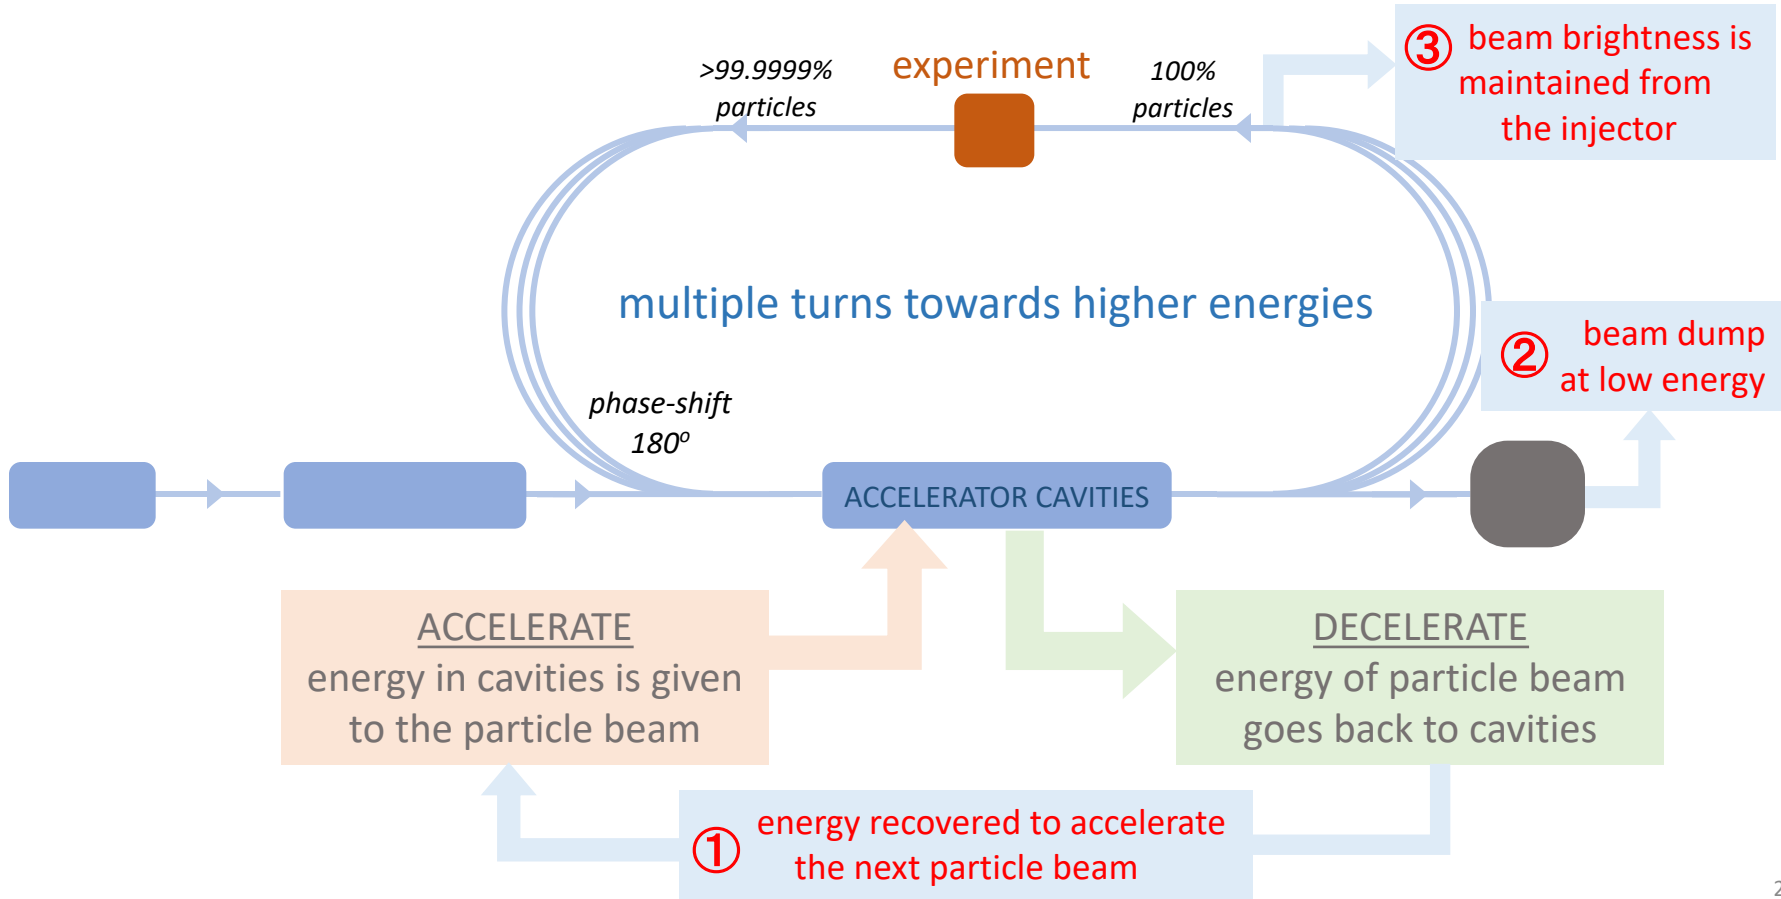 ③ beam brightness is
maintained from
the injector
>99.9999%
particles
experiment
100%
particles
multiple turns towards higher energies
② beam dump
at low energy
phase-shift
180º
ACCELERATOR CAVITIES
ACCELERATE
energy in cavities is given
to the particle beam
DECELERATE
energy of particle beam
goes back to cavities
① energy recovered to accelerate
the next particle beam
2